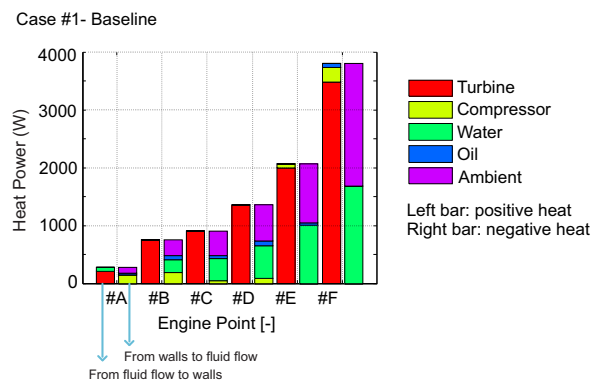 Case #1- Baseline
4000
3000
2000
1000
0
Heat Power (W)
#A
#B
#C
#D
#E
#F
Engine Point [-]
From walls to fluid flow
From fluid flow to walls
Turbine
Compressor
Water
Oil
Ambient
Left bar: positive heat
Right bar: negative heat